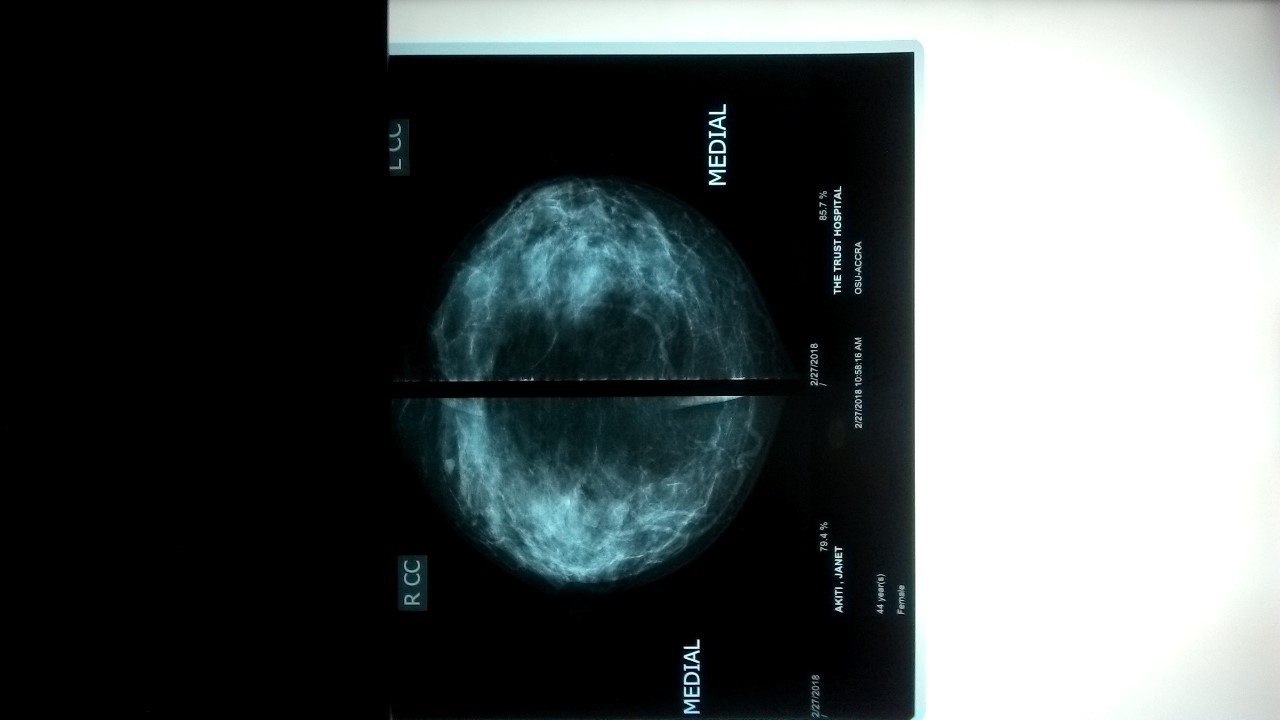 L CC
MEDIAL
85.7 %
THE TRUST HOSPITAL
OSU-ACCRA
2/27/2018
/
2/27/2018 10:58:16 AM
R CC
MEDIAL
79.4 %
AKITI , JANET
44 year(s)
Female
2/27/2018
/